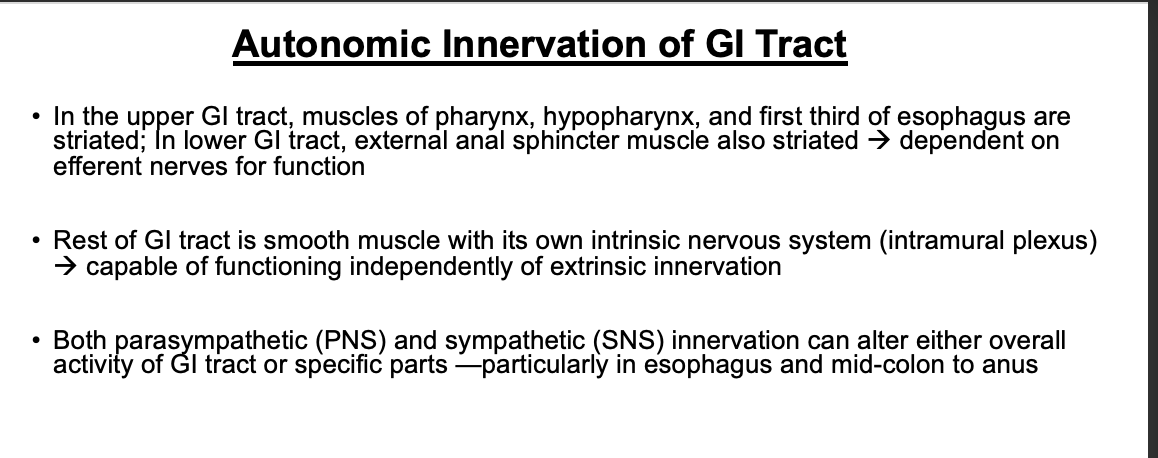 Autonomic Innervation of GI Tract
• In the upper GI tract, muscles of pharynx, hypopharynx, and first third of esophagus are
striated; In lower GI tract, external anal sphincter muscle also striated → dependent on
efferent nerves for function
• Rest of GI tract is smooth muscle with its own intrinsic nervous system (intramural plexus)
→ capable of functioning independently of extrinsic innervation
• Both parasympathetic (PNS) and sympathetic (SNS) innervation can alter either overall
activity of GI tract or specific parts —particularly in esophagus and mid-colon to anus